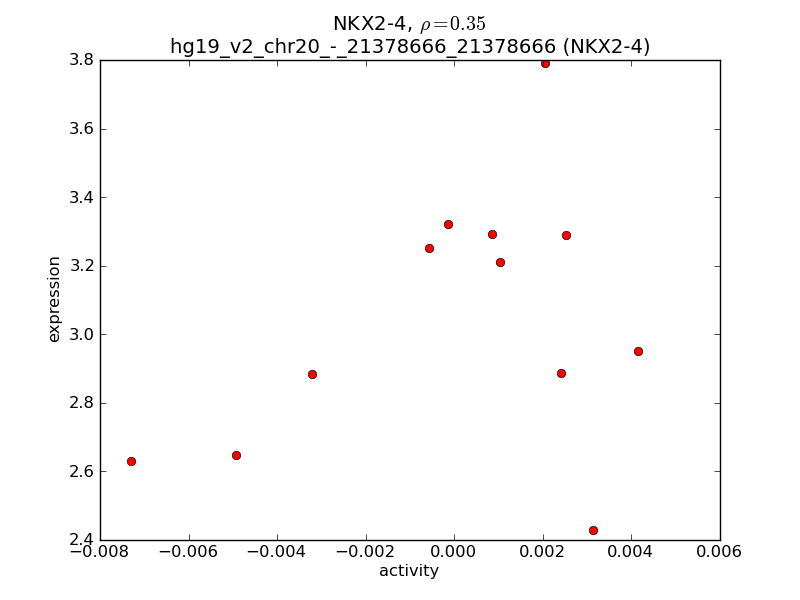 NKX2-4, ρ=0.35
hg19_v2_chr20_-_21378666_21378666 (NKX2-4)
3.8
3.6
3.4
3.2
3.0
2.8
2.6
2.4
expression
−0.008 −0.006 −0.004 −0.002 0.000 0.002 0.004 0.006
activity